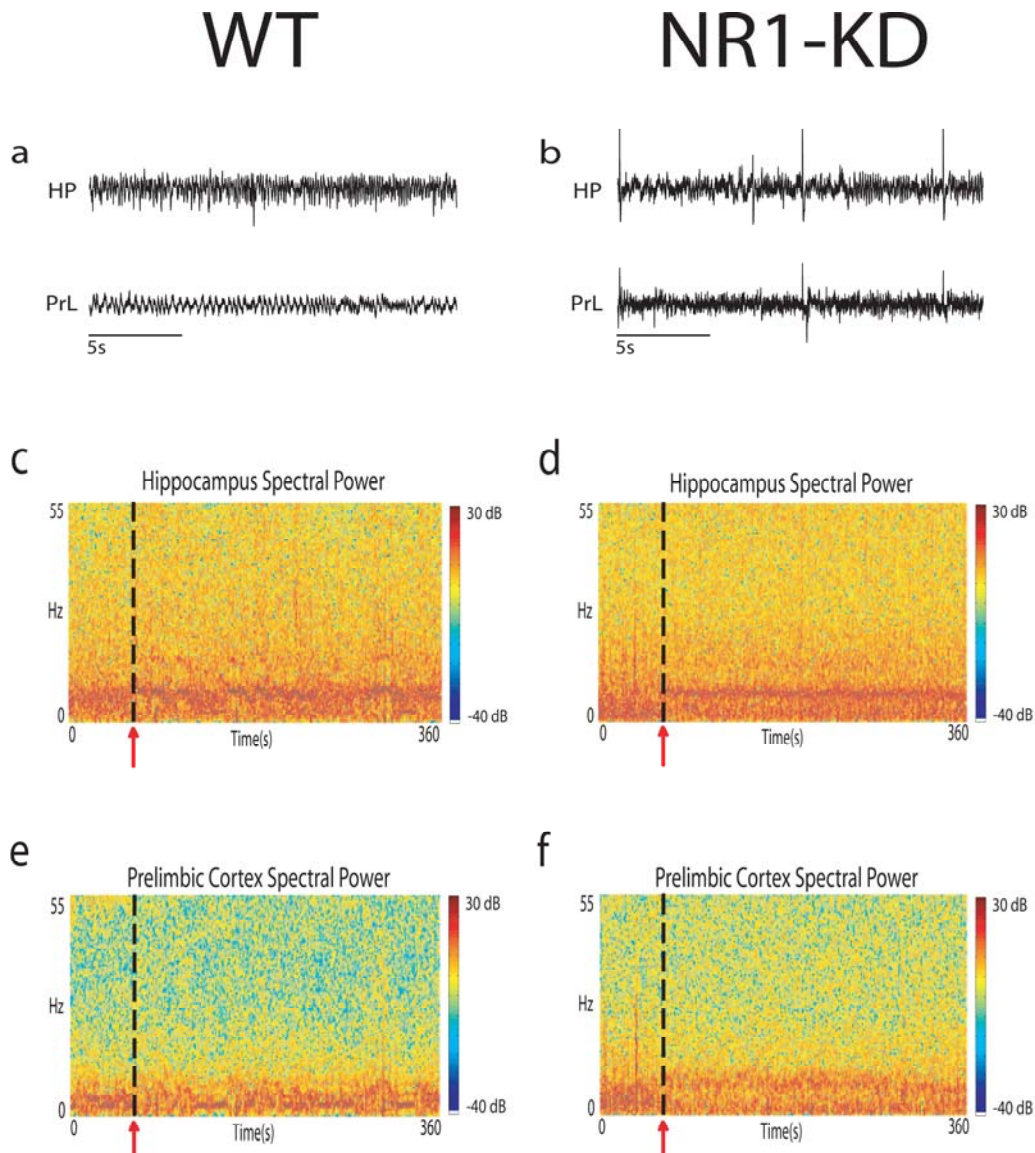 WT NR1-KD
a b
HP HP
PrL PrL
5s 5s
c d
Hippocampus Spectral Power Hippocampus Spectral Power
55 30 dB 55 30 dB
Hz Hz
0 -40 dB 0 -40 dB
0 Time(s) 360 0 Time(s) 360
e f
Prelimbic Cortex Spectral Power Prelimbic Cortex Spectral Power
55 30 dB 55 30 dB
Hz Hz
0 -40 dB 0 -40 dB
0 Time(s) 360 0 Time(s) 360